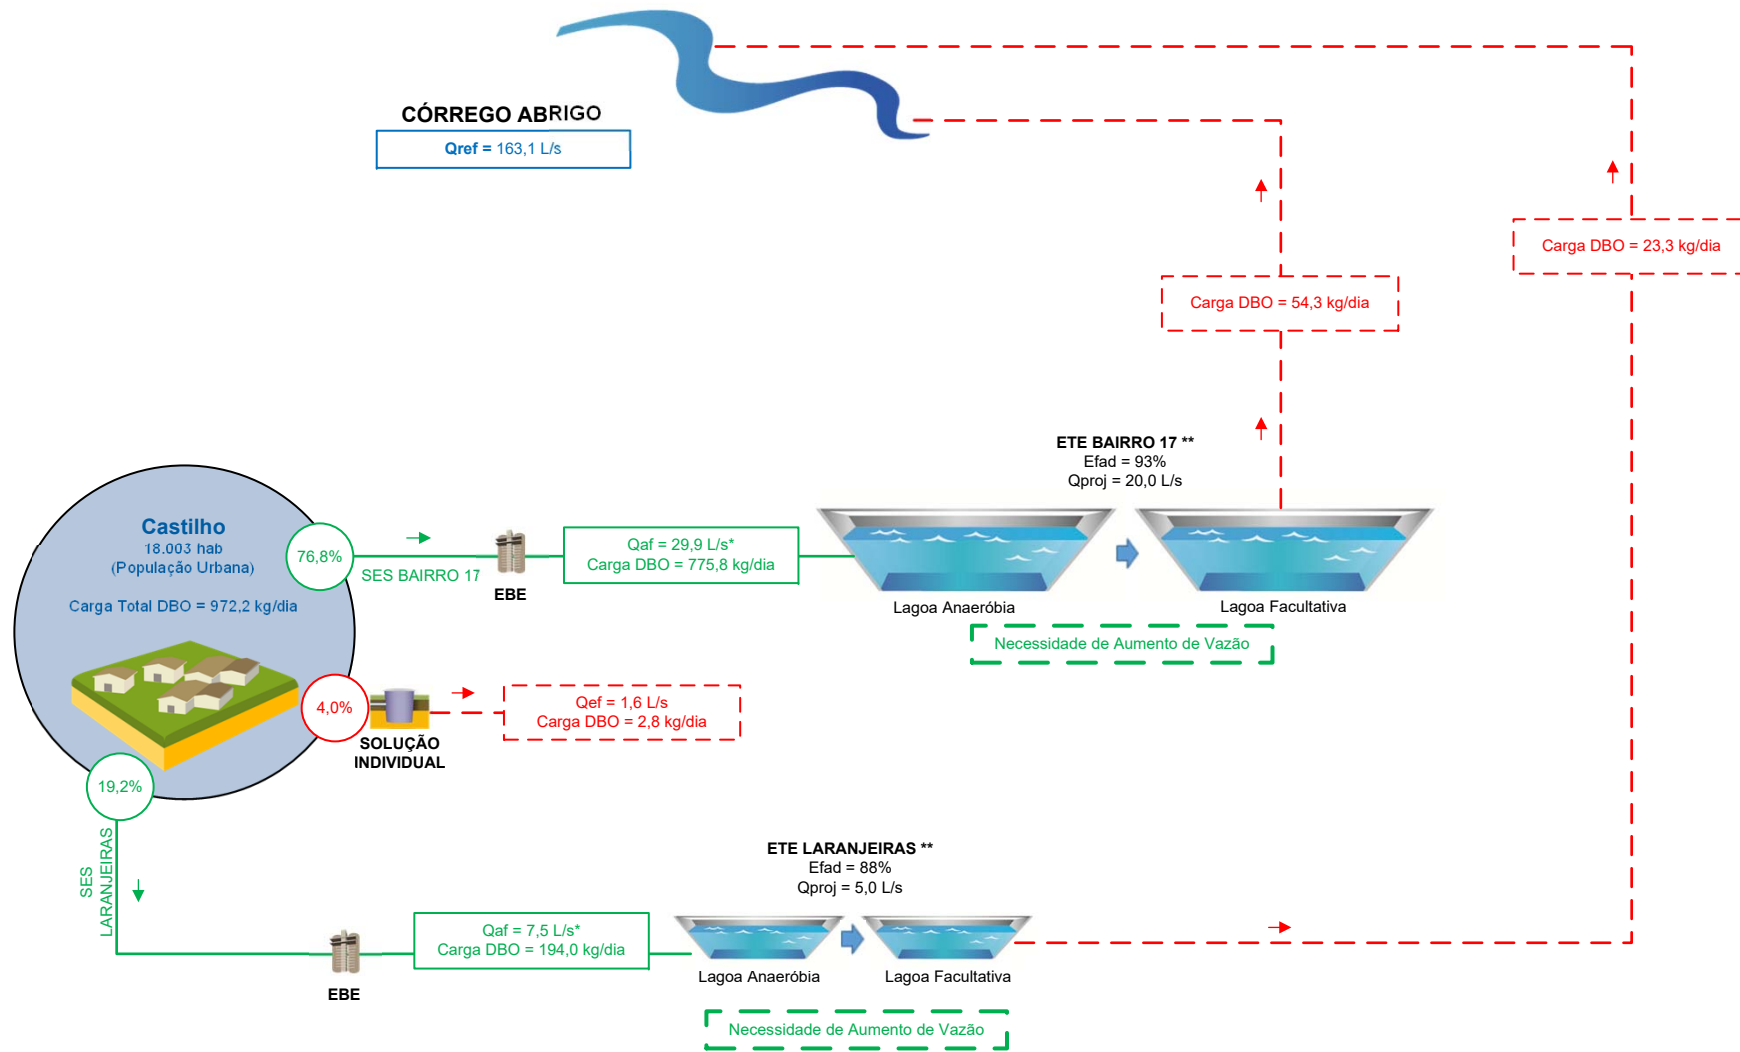 CÓRREGO ABRIGO
Qref = 163,1 L/s
Carga DBO = 23,3 kg/dia
Carga DBO = 54,3 kg/dia
ETE BAIRRO 17 **
Efad = 93%
Qproj = 20,0 L/s
Castilho
18.003 hab
(População Urbana)
Carga Total DBO = 972,2 kg/dia
76,8%
SES BAIRRO 17
EBE
Qaf = 29,9 L/s*
Carga DBO = 775,8 kg/dia
Lagoa Anaeróbia
Lagoa Facultativa
Necessidade de Aumento de Vazão
4,0%
SOLUÇÃO
INDIVIDUAL
Qef = 1,6 L/s
Carga DBO = 2,8 kg/dia
19,2%
SES
LARANJEIRAS
ETE LARANJEIRAS **
Efad = 88%
Qproj = 5,0 L/s
EBE
Qaf = 7,5 L/s*
Carga DBO = 194,0 kg/dia
Lagoa Anaeróbia
Lagoa Facultativa
Necessidade de Aumento de Vazão